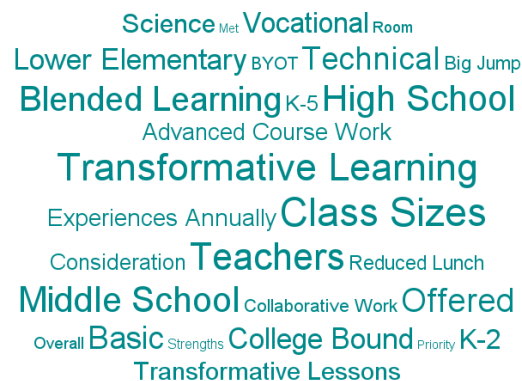 Science Met Vocational Room
Lower Elementary BYOT Technical Big Jump
Blended Learning K-5 High School
Advanced Course Work
Transformative Learning
Experiences Annually Class Sizes
Consideration Teachers Reduced Lunch
Middle School Collaborative Work Offered
Overall Basic Strengths College Bound Priority K-2
Transformative Lessons